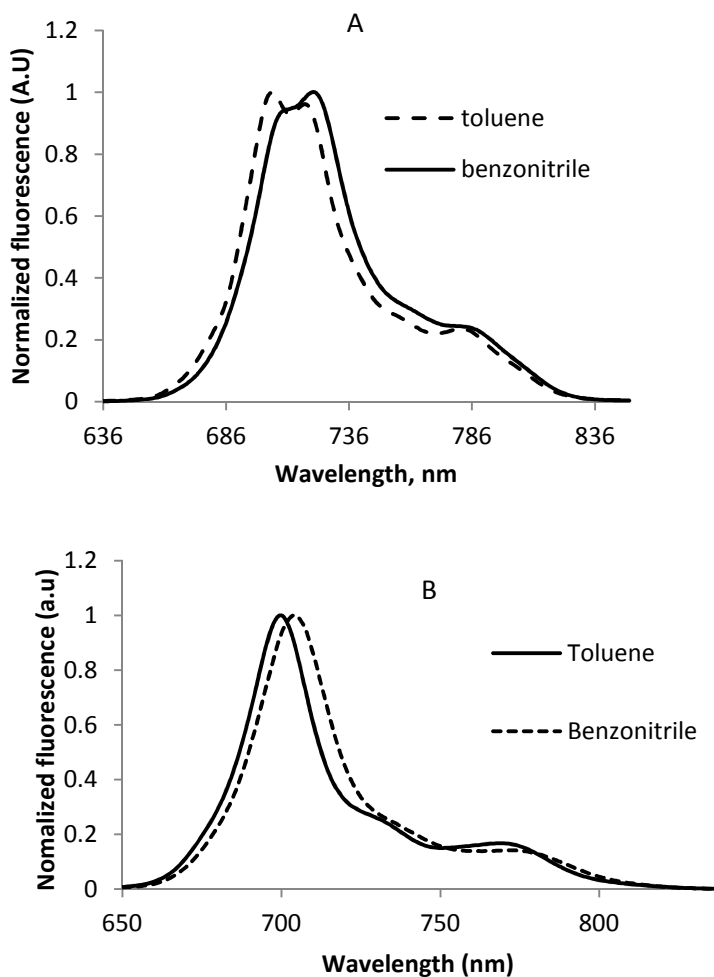 A
1.2
1
0.8
0.6
0.4
0.2
0
Normalized fluorescence (A.U)
toluene
benzonitrile
636 686 736 786 836
Wavelength, nm
B
1.2
1
0.8
0.6
0.4
0.2
0
Nomalized fluorescence (a.u)
Toluene
Benzonitrile
650 700 750 800
Wavelength (nm)